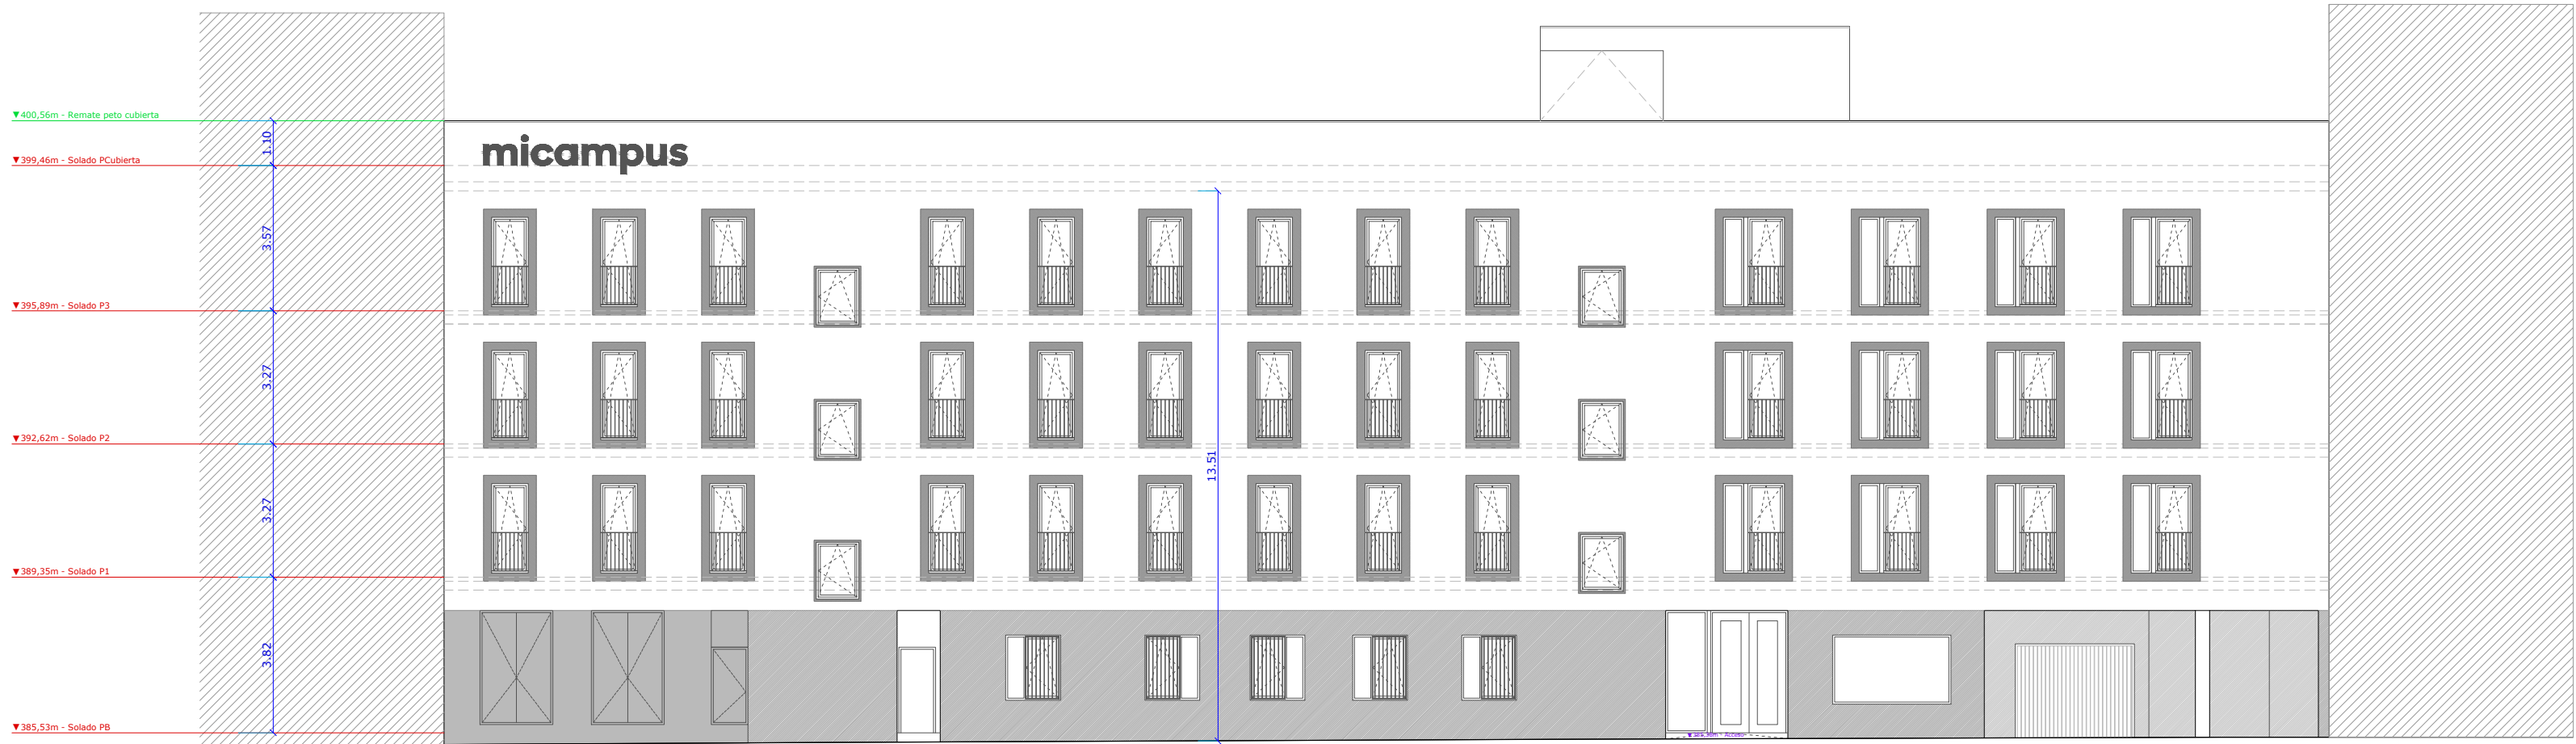 ▼400,56m - Remate peto cubierta
1.10
micampus
▼399,46m - Solado PCubierta
3.57
▼395,89m - Solado P3
3.27
▼392,62m - Solado P2
13.51
3.27
▼389,35m - Solado P1
3.82
▼385,53m - Solado PB